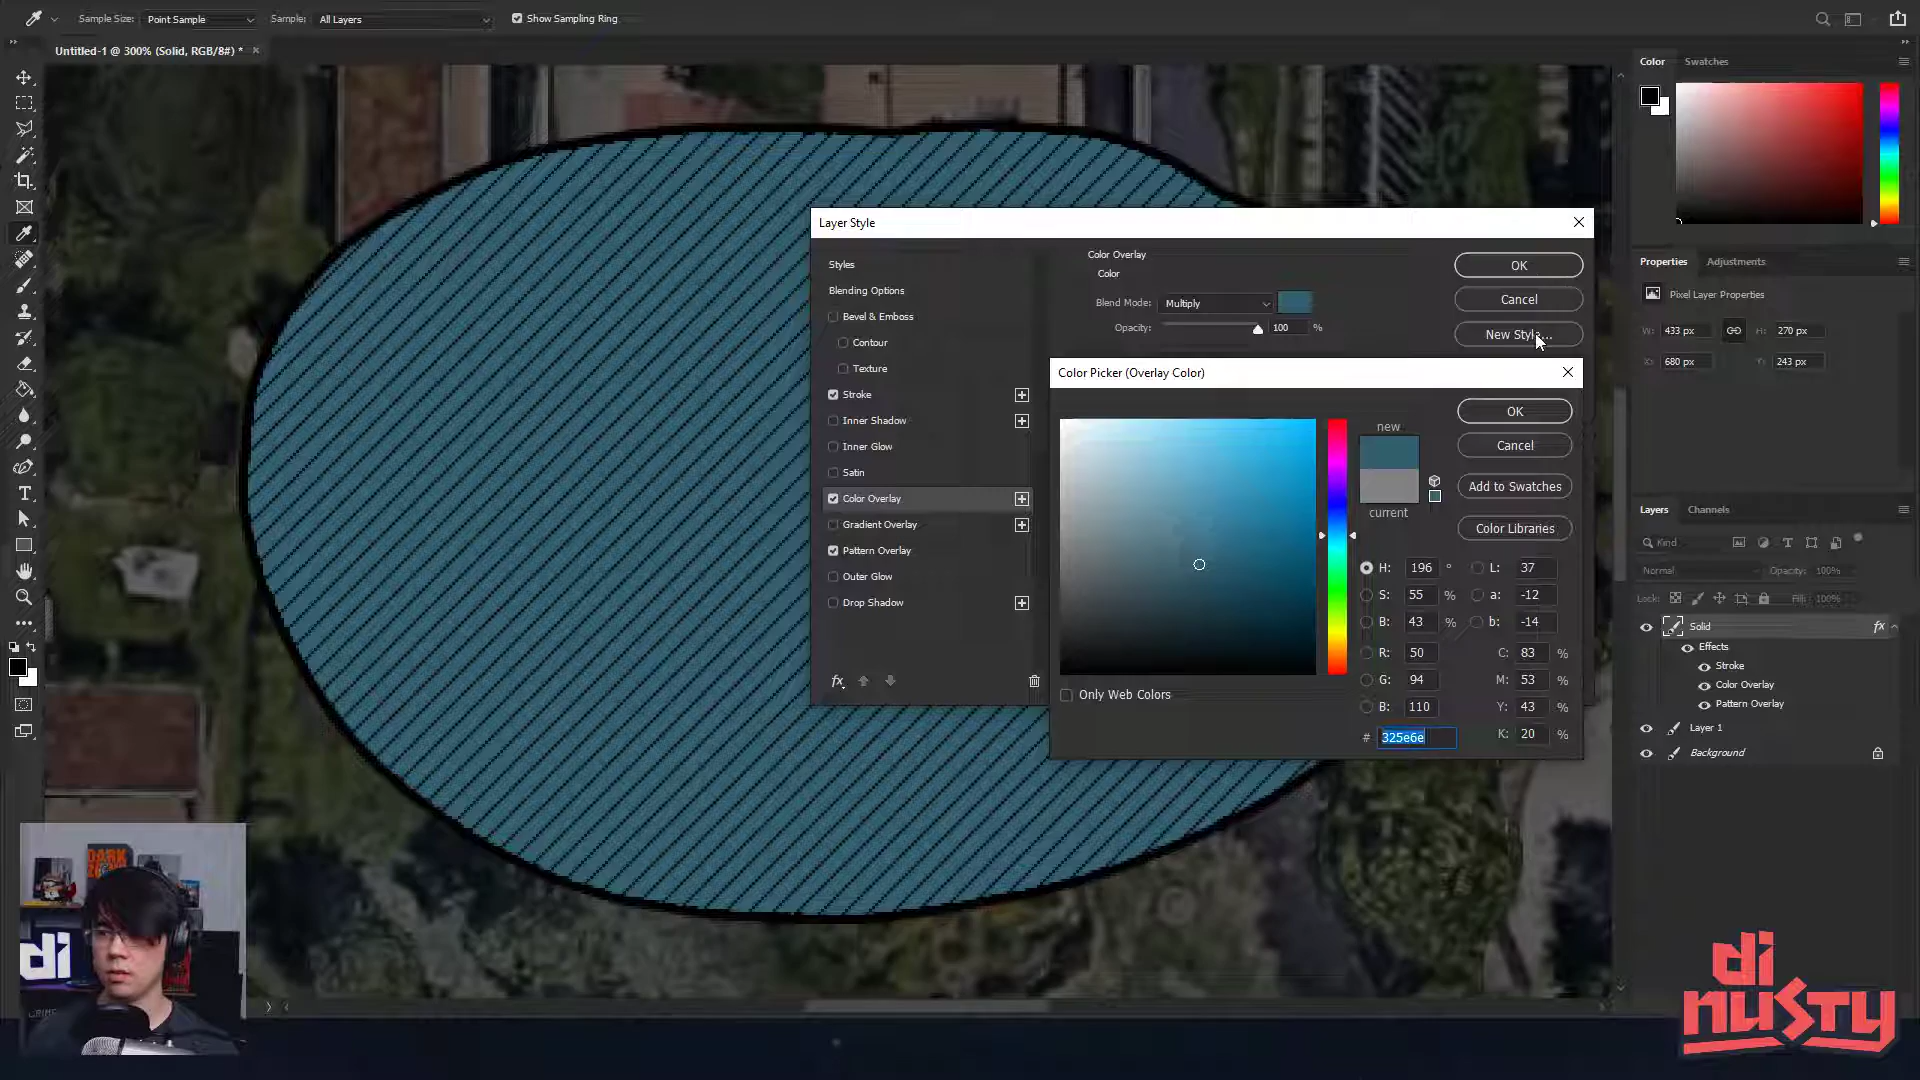 Sample Size: Point Sample Sample: All Layers Show Sampling Ring
Untitled-1 @ 300% (Solid, RGB/8#) * ×
Color Swatches
Layer Style
Styles
Blending Options
Bevel & Emboss
Contour
Texture
Stroke
Inner Shadow
Inner Glow
Satin
Color Overlay
Gradient Overlay
Pattern Overlay
Outer Glow
Drop Shadow
fx
Color Overlay
Color
Blend Mode: Multiply
Opacity: 100 %
OK
Cancel
New Style...
Color Picker (Overlay Color)
new
current
OK
Cancel
Add to Swatches
Color Libraries
H: 196 ° L: 37
S: 55 % a: -12
B: 43 % b: -14
R: 50 C: 83 %
G: 94 M: 53 %
B: 110 Y: 43 %
# 325e6e K: 20 %
Only Web Colors
Properties Adjustments
Pixel Layer Properties
W: 433 px H: 270 px
X: 680 px Y: 243 px
Layers Channels
Kind
Normal Opacity: 100%
Lock: Fill: 100%
Solid fx
Effects
Stroke
Color Overlay
Pattern Overlay
Layer 1
Background
DARK
ZONE
di
di
nusty